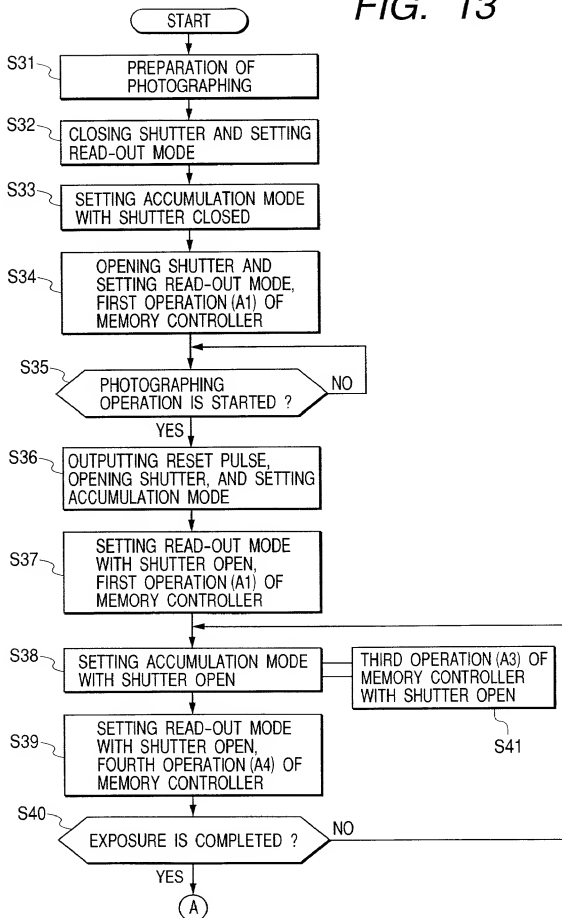 FIG. 13
START
S31
PREPARATION OF
PHOTOGRAPHING
S32
CLOSING SHUTTER AND SETTING
READ-OUT MODE
S33
SETTING ACCUMULATION MODE
WITH SHUTTER CLOSED
S34
OPENING SHUTTER AND
SETTING READ-OUT MODE,
FIRST OPERATION (A1) OF
MEMORY CONTROLLER
S35
PHOTOGRAPHING
OPERATION IS STARTED ?
NO
YES
S36
OUTPUTTING RESET PULSE,
OPENING SHUTTER, AND SETTING
ACCUMULATION MODE
S37
SETTING READ-OUT MODE
WITH SHUTTER OPEN,
FIRST OPERATION (A1) OF
MEMORY CONTROLLER
S38
SETTING ACCUMULATION MODE
WITH SHUTTER OPEN
THIRD OPERATION (A3) OF
MEMORY CONTROLLER
WITH SHUTTER OPEN
S41
S39
SETTING READ-OUT MODE
WITH SHUTTER OPEN,
FOURTH OPERATION (A4) OF
MEMORY CONTROLLER
S40
EXPOSURE IS COMPLETED ?
NO
YES
A